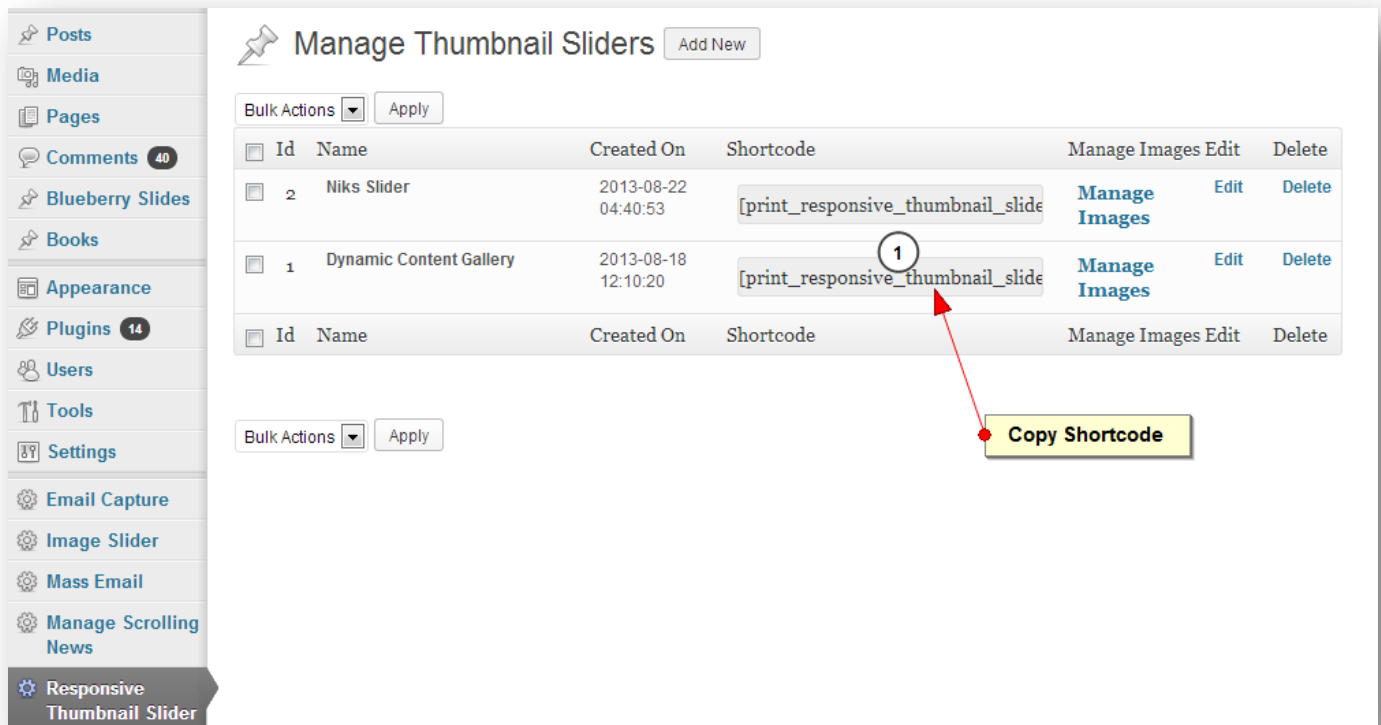 Posts
Media
Pages
Comments 40
Blueberry Slides
Books
Appearance
Plugins 14
Users
Tools
Settings
Email Capture
Image Slider
Mass Email
Manage Scrolling
News
Responsive
Thumbnail Slider
Manage Thumbnail Sliders Add New
Bulk Actions Apply
Id Name Created On Shortcode Manage Images Edit Delete
2 Niks Slider 2013-08-22 04:40:53 [print_responsive_thumbnail_slide Manage Images Edit Delete
1
1 Dynamic Content Gallery 2013-08-18 12:10:20 [print_responsive_thumbnail_slide Manage Images Edit Delete
Id Name Created On Shortcode Manage Images Edit Delete
Bulk Actions Apply
Copy Shortcode